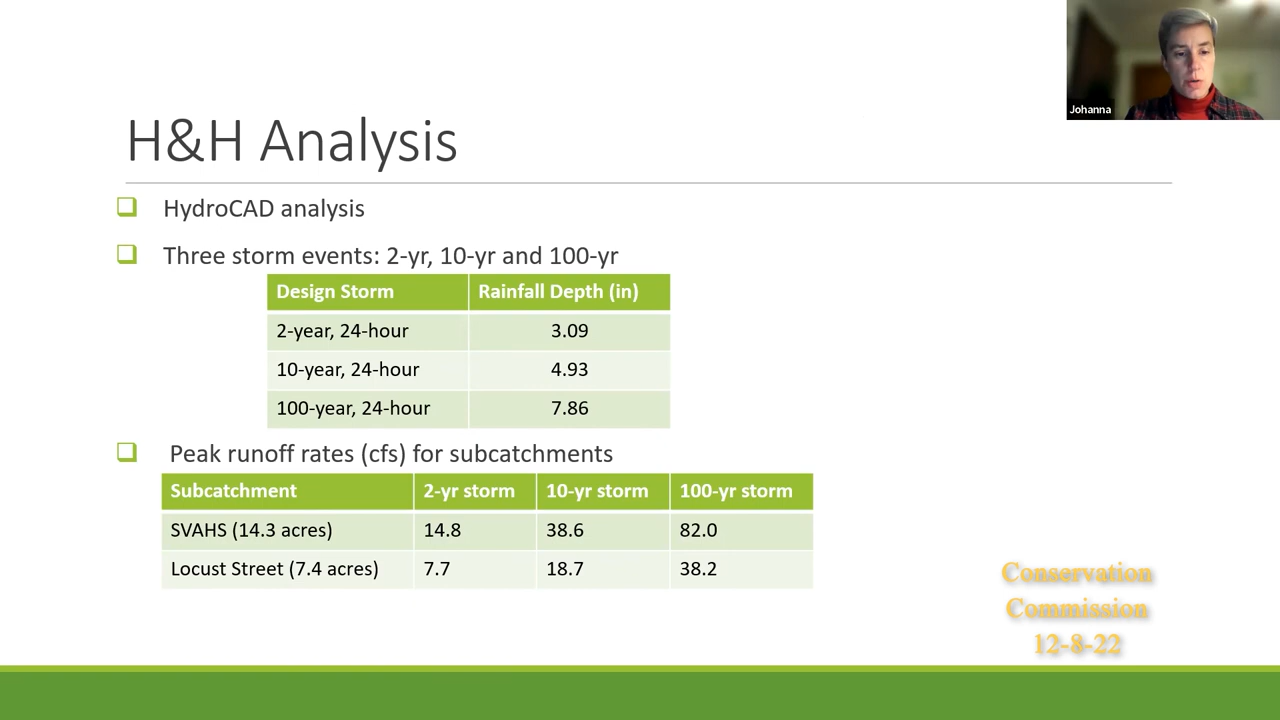 Johanna
H&H Analysis
HydroCAD analysis
Three storm events: 2-yr, 10-yr and 100-yr
Design Storm Rainfall Depth (in)
2-year, 24-hour 3.09
10-year, 24-hour 4.93
100-year, 24-hour 7.86
Peak runoff rates (cfs) for subcatchments
Subcatchment 2-yr storm 10-yr storm 100-yr storm
SVAHS (14.3 acres) 14.8 38.6 82.0
Locust Street (7.4 acres) 7.7 18.7 38.2
Conservation
Commission
12-8-22